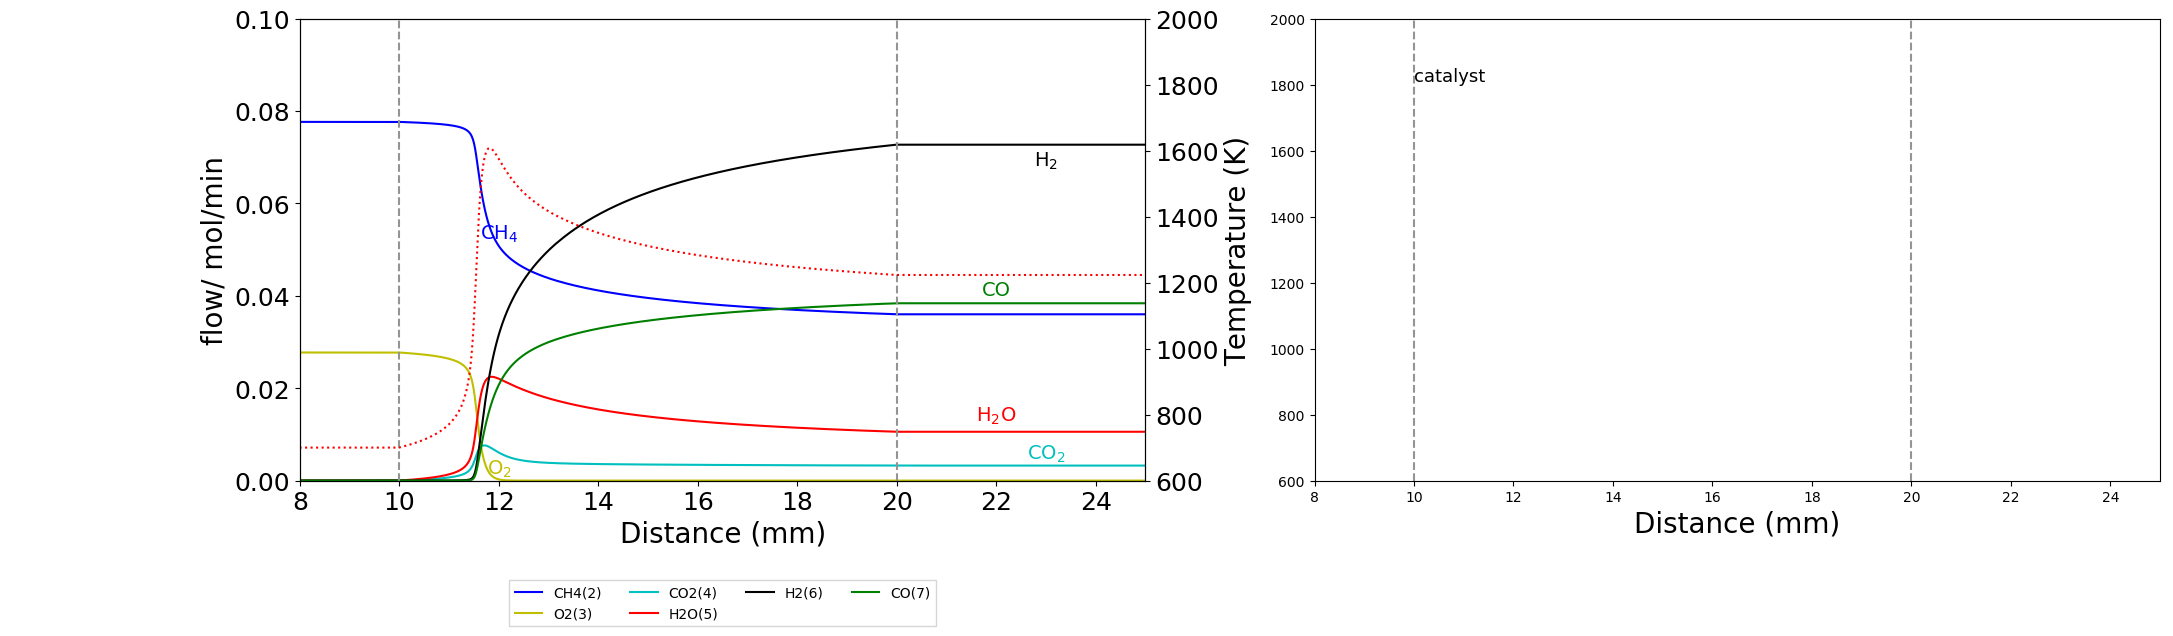 0.10
0.08
0.06
0.04
0.02
0.00
flow/ mol/min
8 10 12 14 16 18 20 22 24
Distance (mm)
2000
1800
1600
1400
1200
1000
800
600
Temperature (K)
CH₄
O₂
H₂
CO
H₂O
CO₂
CH4(2) CO2(4) H2(6) CO(7)
O2(3) H2O(5)
2000
1800
1600
1400
1200
1000
800
600
catalyst
8 10 12 14 16 18 20 22 24
Distance (mm)